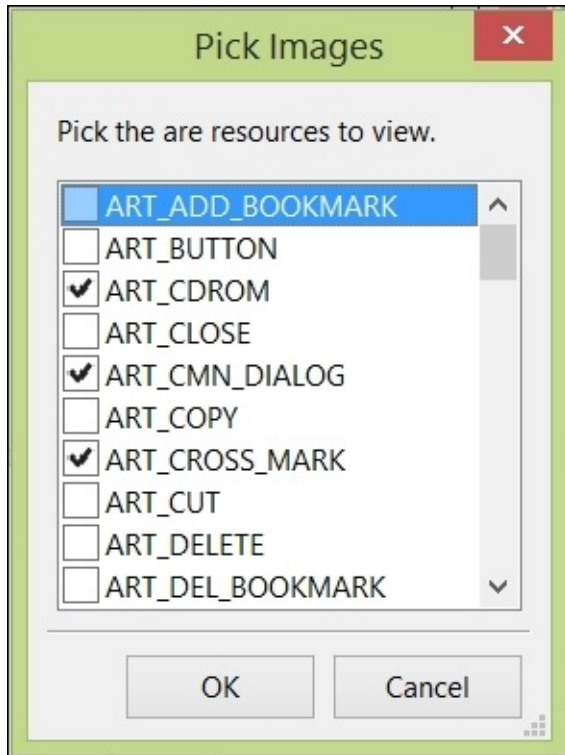 Pick Images
Pick the are resources to view.
ART_ADD_BOOKMARK
ART_BUTTON
ART_CDROM
ART_CLOSE
ART_CMN_DIALOG
ART_COPY
ART_CROSS_MARK
ART_CUT
ART_DELETE
ART_DEL_BOOKMARK
OK Cancel